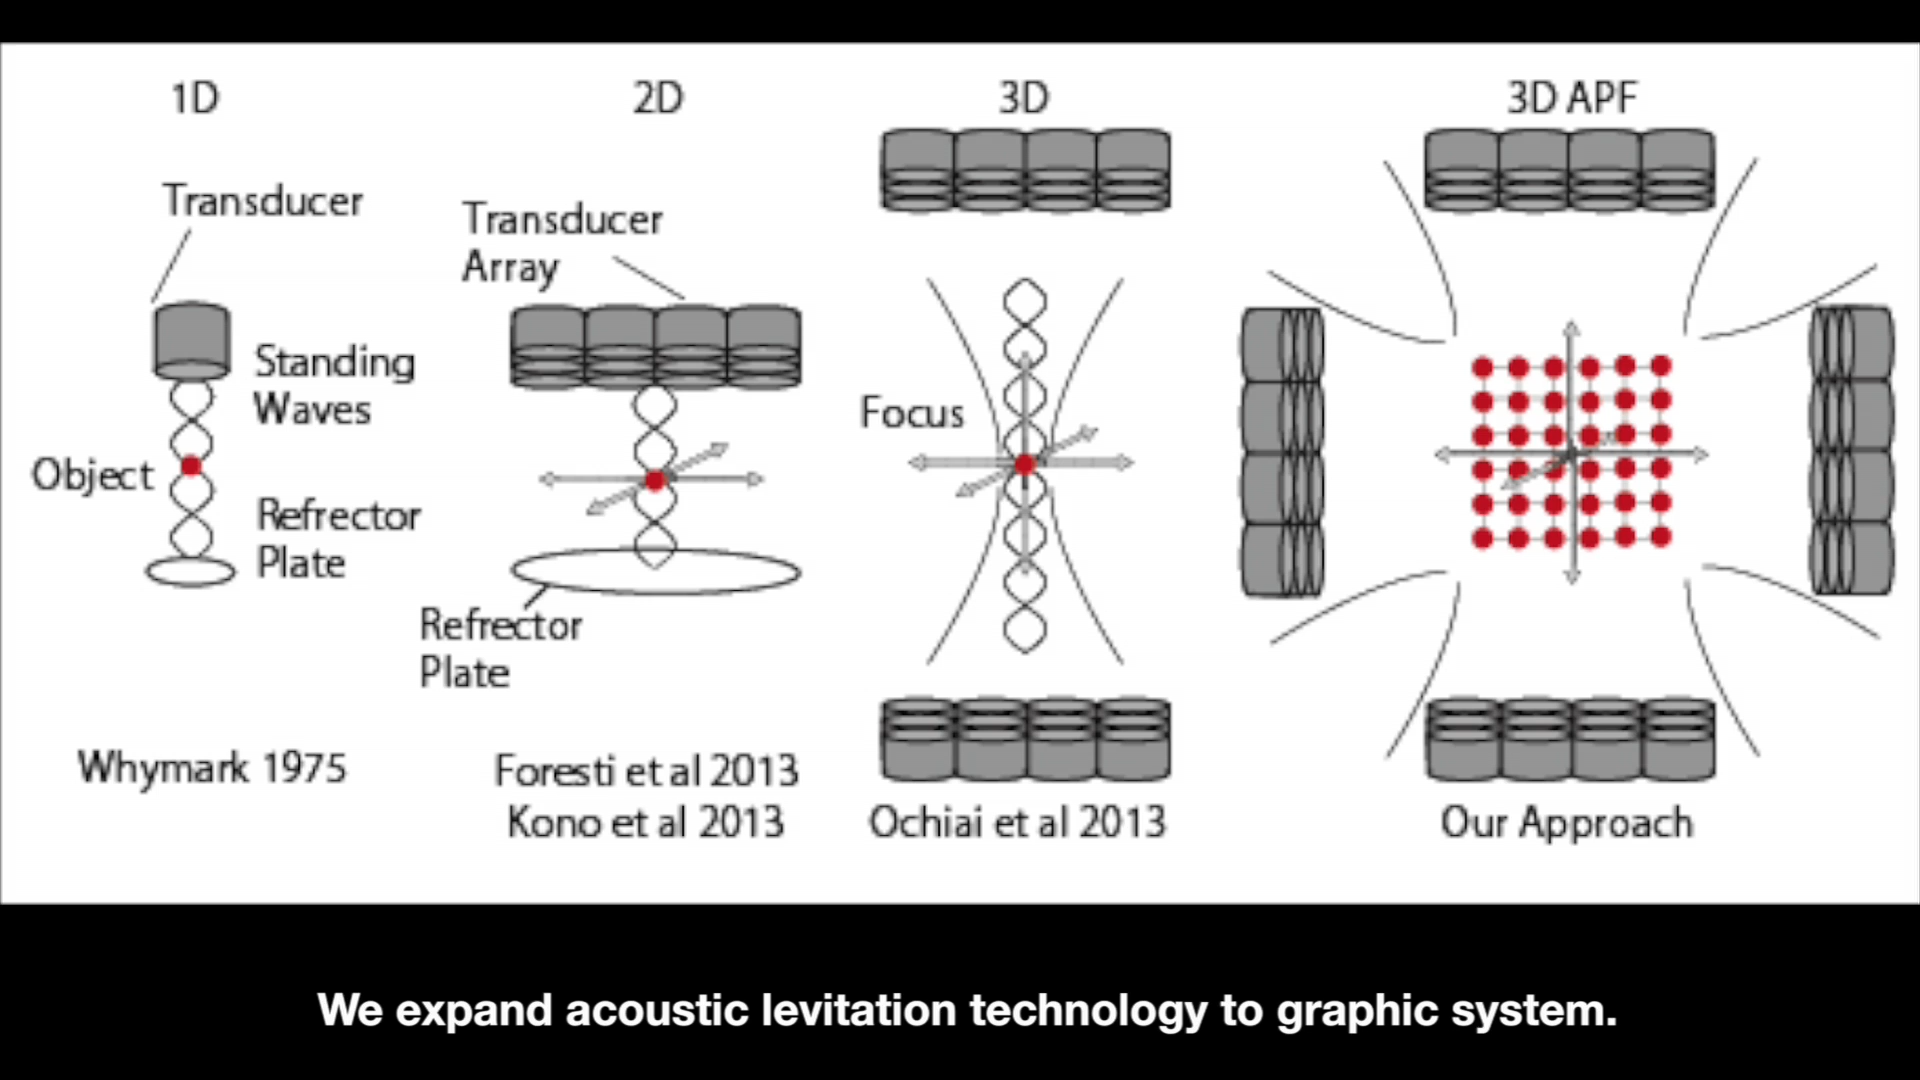 1D
2D
3D
3D APF
Transducer
Transducer
Array
Standing
Waves
Focus
Object
Refrector
Plate
Refrector
Plate
Whymark 1975
Foresti et al 2013
Kono et al 2013
Ochiai et al 2013
Our Approach
We expand acoustic levitation technology to graphic system.